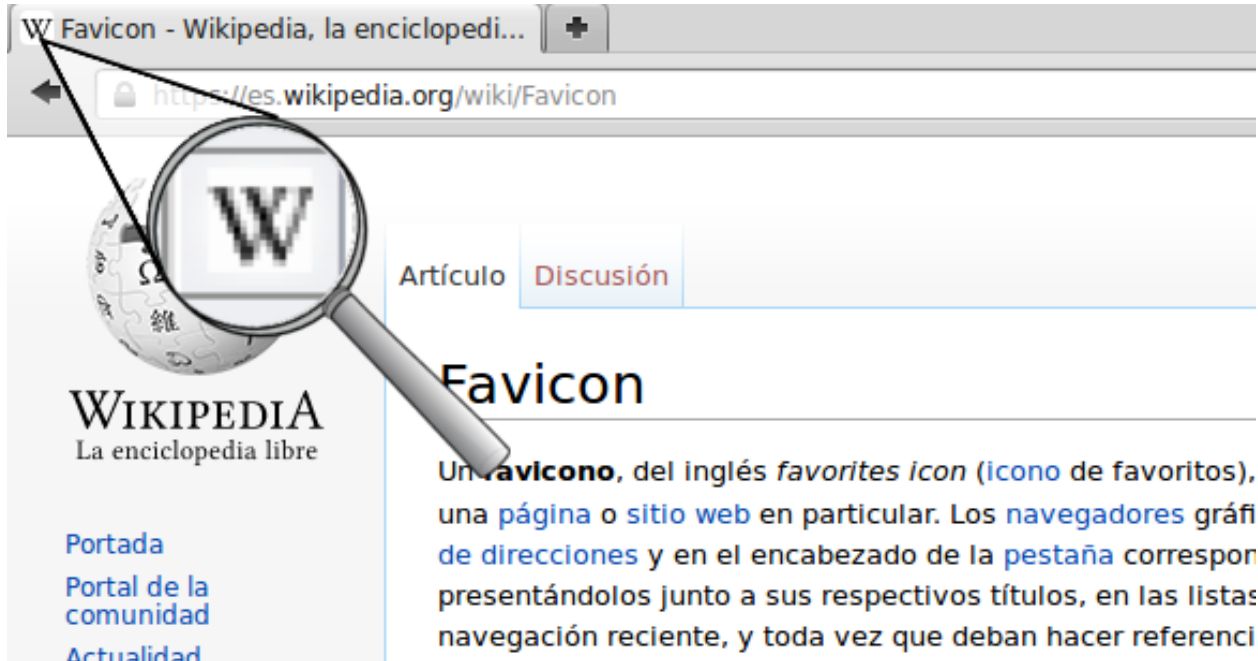 W Favicon - Wikipedia, la enciclopedi...
https://es.wikipedia.org/wiki/Favicon
W
Ω
維
WIKIPEDIA
La enciclopedia libre
Portada
Portal de la
comunidad
Actualidad
Artículo Discusión
Favicon
Un favicono, del inglés favorites icon (icono de favoritos),
una página o sitio web en particular. Los navegadores gráfi
de direcciones y en el encabezado de la pestaña correspon
presentándolos junto a sus respectivos títulos, en las listas
navegación reciente, y toda vez que deban hacer referenci